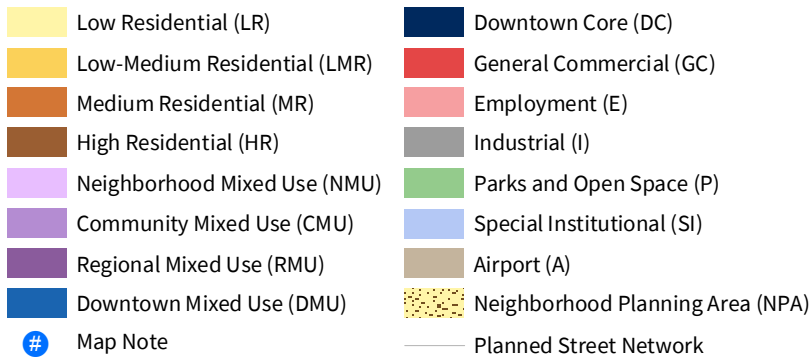 Low Residential (LR)
Low-Medium Residential (LMR)
Medium Residential (MR)
High Residential (HR)
Neighborhood Mixed Use (NMU)
Community Mixed Use (CMU)
Regional Mixed Use (RMU)
Downtown Mixed Use (DMU)
# Map Note
Downtown Core (DC)
General Commercial (GC)
Employment (E)
Industrial (I)
Parks and Open Space (P)
Special Institutional (SI)
Airport (A)
Neighborhood Planning Area (NPA)
Planned Street Network